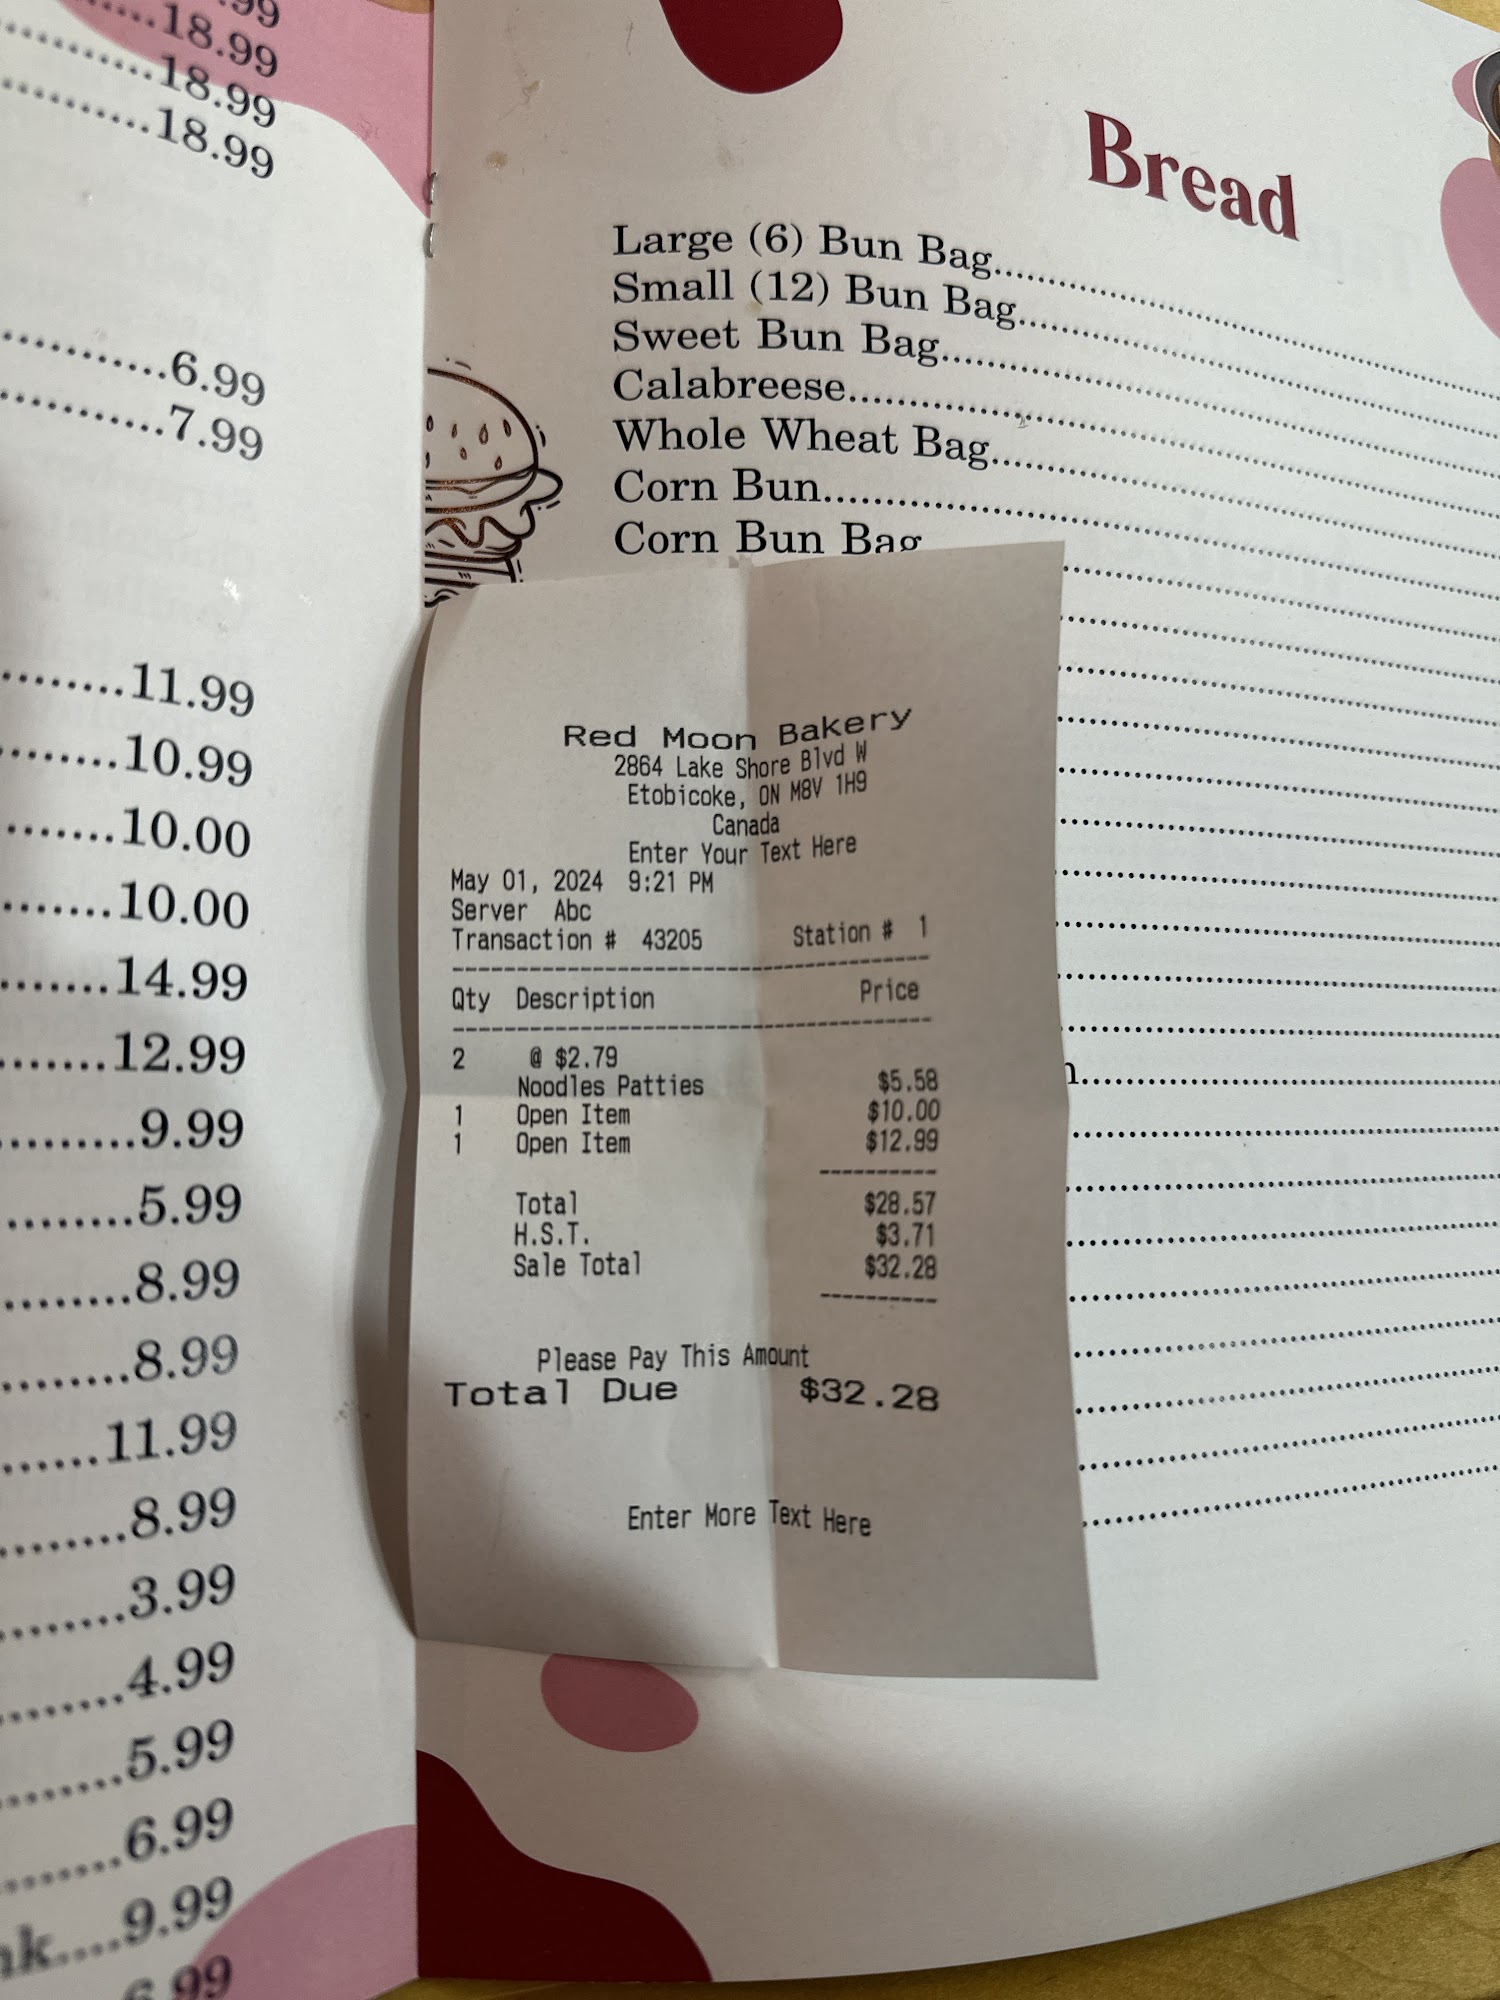 18.99
18.99
18.99
6.99
7.99
11.99
10.99
10.00
10.00
14.99
12.99
9.99
5.99
8.99
8.99
11.99
8.99
3.99
4.99
5.99
6.99
9.99
6.99
Bread
Large (6) Bun Bag
Small (12) Bun Bag
Sweet Bun Bag
Calabreese
Whole Wheat Bag
Corn Bun
Corn Bun Bag
Red Moon Bakery
2864 Lake Shore Blvd W
Etobicoke, ON M8V 1H9
Canada
Enter Your Text Here
May 01, 2024 9:21 PM
Server Abc
Transaction # 43205 Station # 1
Qty Description Price
2 @ $2.79
Noodles Patties $5.58
1 Open Item $10.00
1 Open Item $12.99
Total $28.57
H.S.T. $3.71
Sale Total $32.28
Please Pay This Amount
Total Due $32.28
Enter More Text Here